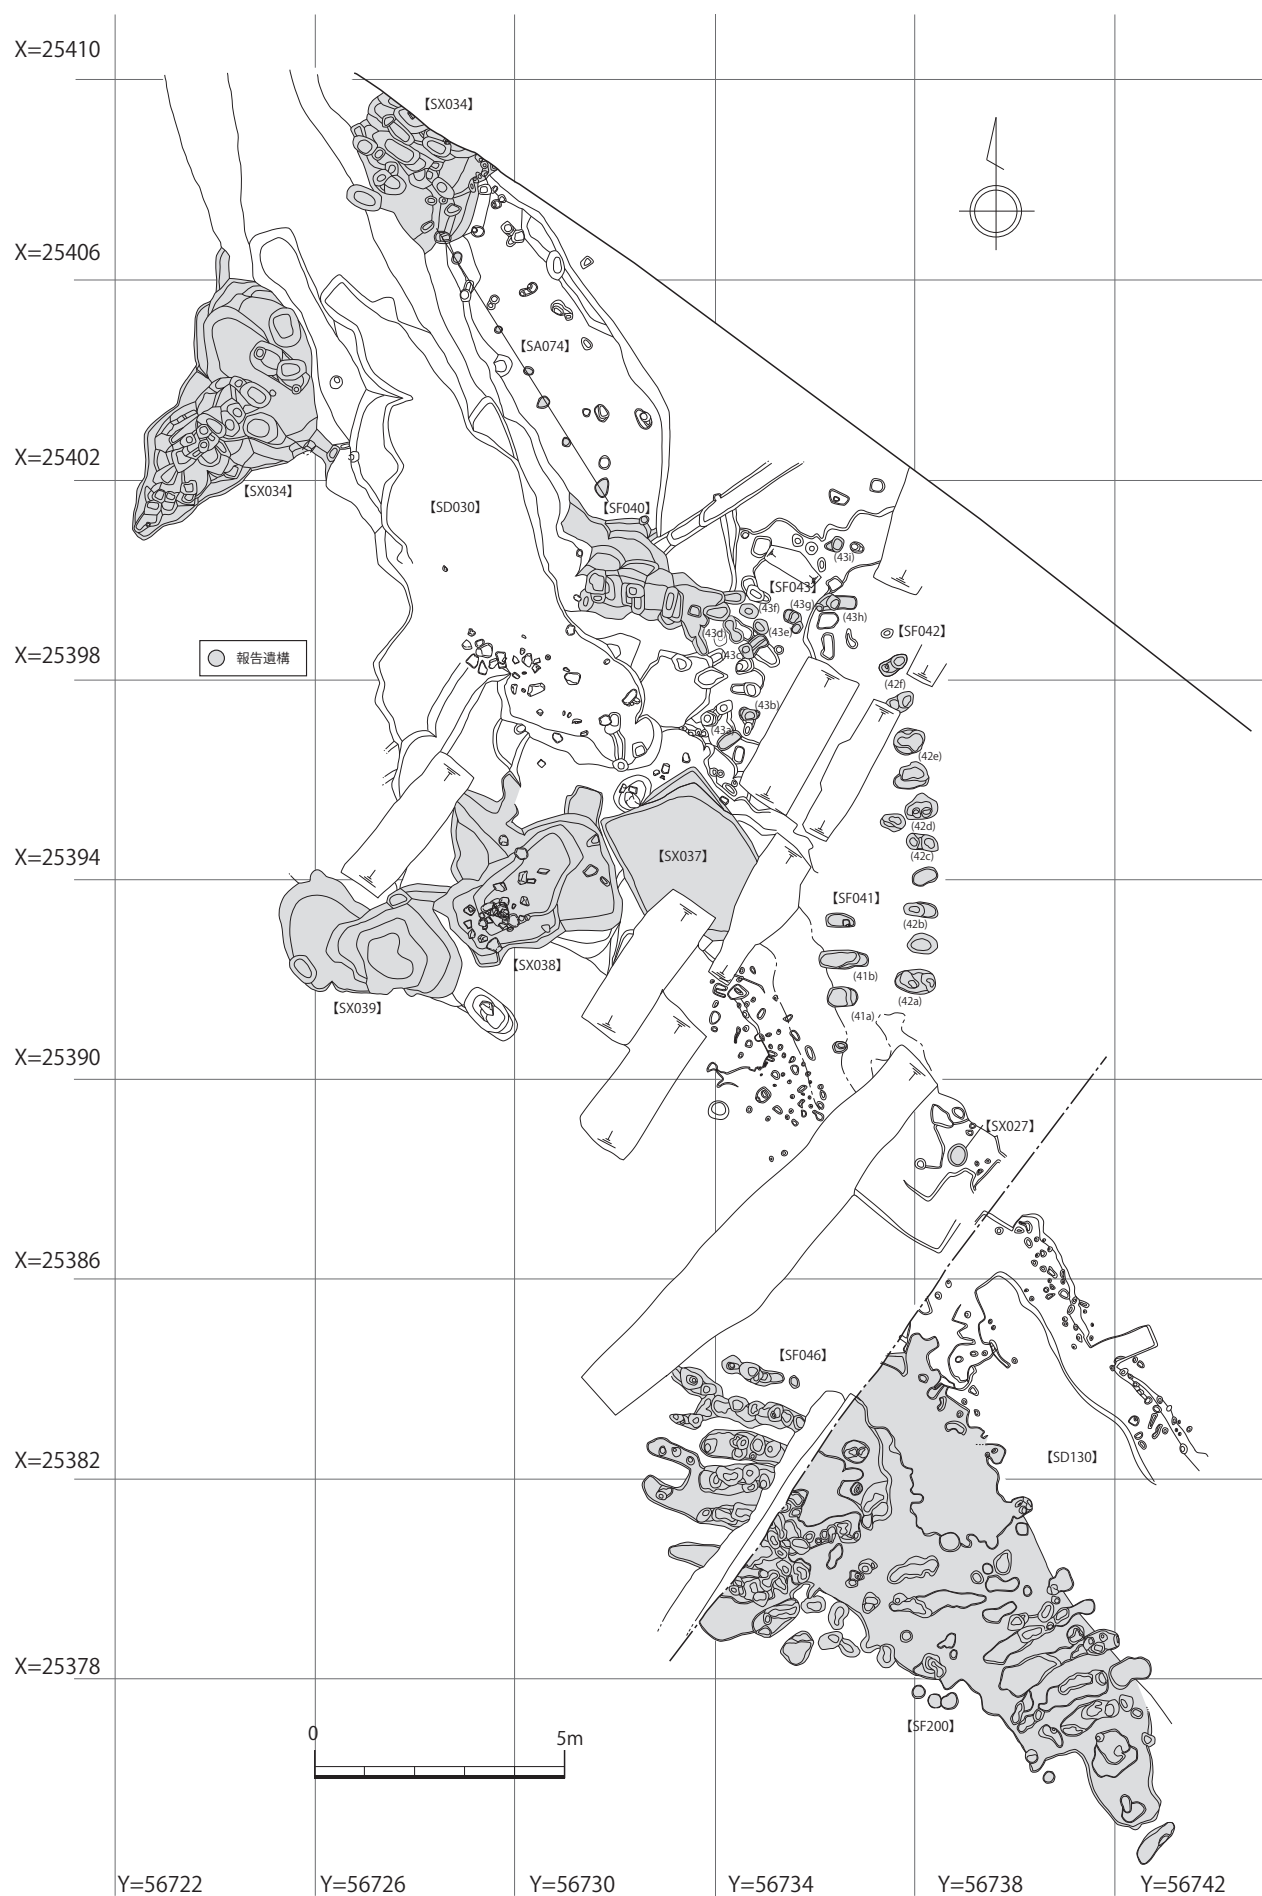 X=25410
【SX034】
X=25406
【SA074】
X=25402
【SX034】
【SD030】
【SF040】
(43i)
【SF043】
(43f)
(43g)
(43h)
(43d)
(43e)
【SF042】
(43c)
X=25398
報告遺構
(42f)
(43b)
(43a)
(42e)
(42d)
X=25394
【SX037】
(42c)
【SF041】
(42b)
【SX038】
(41b)
(42a)
【SX039】
(41a)
X=25390
【SX027】
X=25386
【SF046】
X=25382
【SD130】
X=25378
【SF200】
0
5m
Y=56722
Y=56726
Y=56730
Y=56734
Y=56738
Y=56742